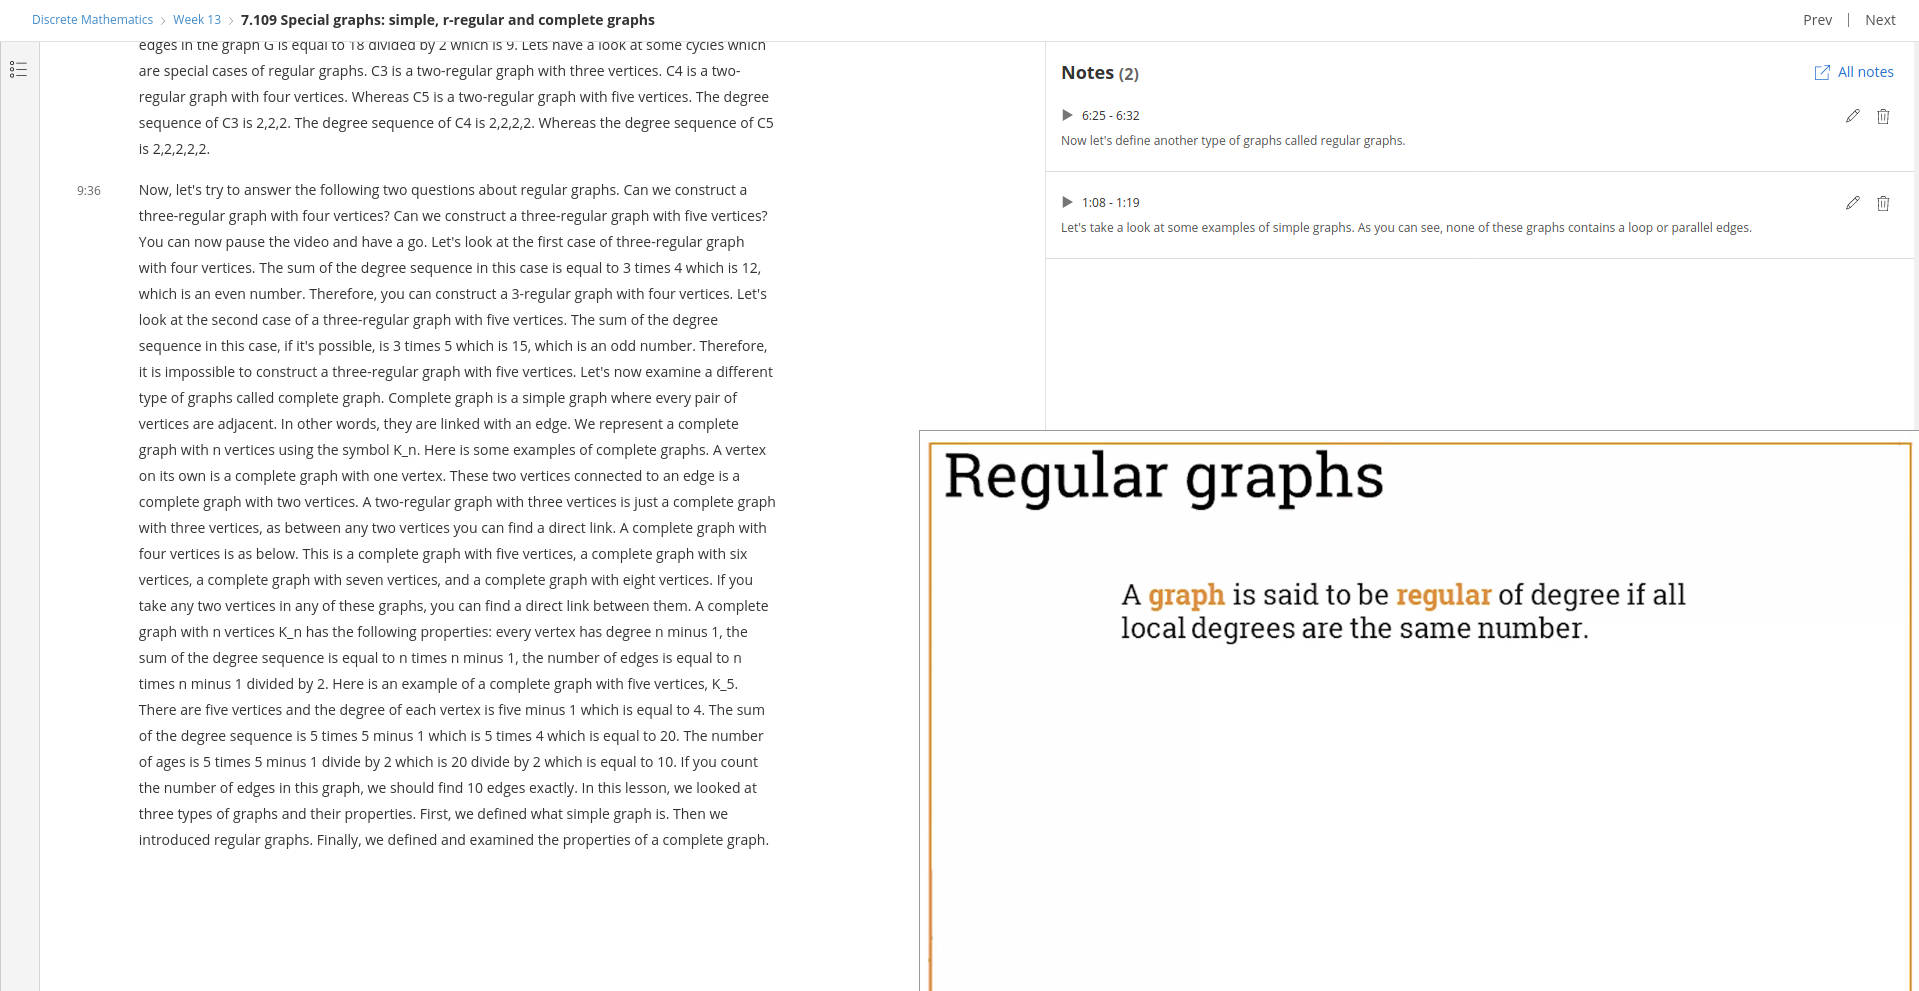 Discrete Mathematics > Week 13 > 7.109 Special graphs: simple, r-regular and complete graphs
Prev | Next
edges in the graph G is equal to 18 divided by 2 which is 9. Lets have a look at some cycles which
are special cases of regular graphs. C3 is a two-regular graph with three vertices. C4 is a two-
regular graph with four vertices. Whereas C5 is a two-regular graph with five vertices. The degree
sequence of C3 is 2,2,2. The degree sequence of C4 is 2,2,2,2. Whereas the degree sequence of C5
is 2,2,2,2,2.
9:36
Now, let's try to answer the following two questions about regular graphs. Can we construct a
three-regular graph with four vertices? Can we construct a three-regular graph with five vertices?
You can now pause the video and have a go. Let's look at the first case of three-regular graph
with four vertices. The sum of the degree sequence in this case is equal to 3 times 4 which is 12,
which is an even number. Therefore, you can construct a 3-regular graph with four vertices. Let's
look at the second case of a three-regular graph with five vertices. The sum of the degree
sequence in this case, if it's possible, is 3 times 5 which is 15, which is an odd number. Therefore,
it is impossible to construct a three-regular graph with five vertices. Let's now examine a different
type of graphs called complete graph. Complete graph is a simple graph where every pair of
vertices are adjacent. In other words, they are linked with an edge. We represent a complete
graph with n vertices using the symbol K_n. Here is some examples of complete graphs. A vertex
on its own is a complete graph with one vertex. These two vertices connected to an edge is a
complete graph with two vertices. A two-regular graph with three vertices is just a complete graph
with three vertices, as between any two vertices you can find a direct link. A complete graph with
four vertices is as below. This is a complete graph with five vertices, a complete graph with six
vertices, a complete graph with seven vertices, and a complete graph with eight vertices. If you
take any two vertices in any of these graphs, you can find a direct link between them. A complete
graph with n vertices K_n has the following properties: every vertex has degree n minus 1, the
sum of the degree sequence is equal to n times n minus 1, the number of edges is equal to n
times n minus 1 divided by 2. Here is an example of a complete graph with five vertices, K_5.
There are five vertices and the degree of each vertex is five minus 1 which is equal to 4. The sum
of the degree sequence is 5 times 5 minus 1 which is 5 times 4 which is equal to 20. The number
of ages is 5 times 5 minus 1 divide by 2 which is 20 divide by 2 which is equal to 10. If you count
the number of edges in this graph, we should find 10 edges exactly. In this lesson, we looked at
three types of graphs and their properties. First, we defined what simple graph is. Then we
introduced regular graphs. Finally, we defined and examined the properties of a complete graph.
Notes (2)
All notes
6:25 - 6:32
Now let's define another type of graphs called regular graphs.
1:08 - 1:19
Let's take a look at some examples of simple graphs. As you can see, none of these graphs contains a loop or parallel edges.
Regular graphs
A graph is said to be regular of degree if all
local degrees are the same number.